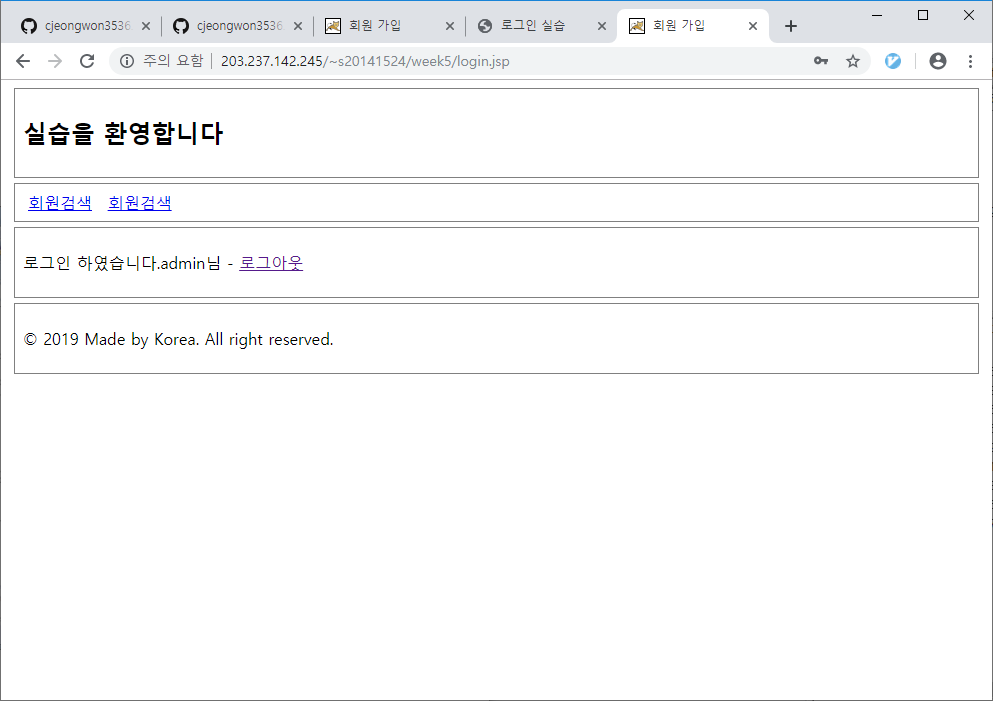 cjeongwon3536
cjeongwon3536
회원 가입
로그인 실습
회원 가입
주의 요함
203.237.142.245/~s20141524/week5/login.jsp
실습을 환영합니다
회원검색 회원검색
로그인 하였습니다.admin님 - 로그아웃
© 2019 Made by Korea. All right reserved.